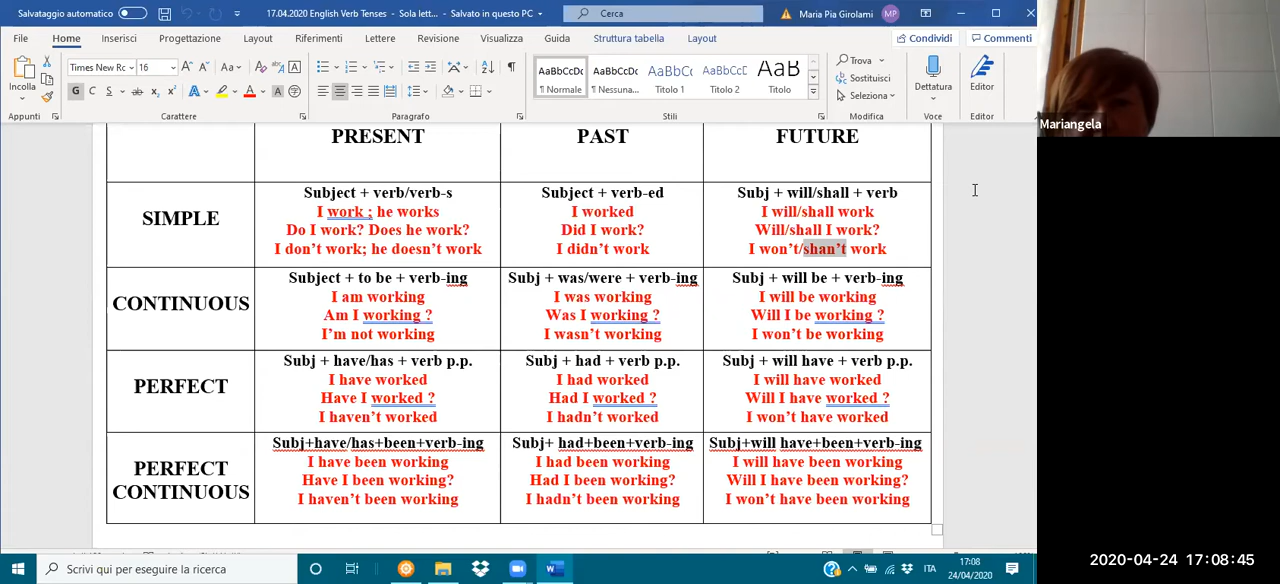 Salvataggio automatico
17.04.2020 English Verb Tenses - Sola lett... - Salvato in questo PC
Cerca
Maria Pia Girolami MP
File Home Inserisci Progettazione Layout Riferimenti Lettere Revisione Visualizza Guida Struttura tabella Layout Condividi Commenti
Incolla
Times New Rc 16
G C S ab x₂ x²
AaBbCcDc AaBbCcDc AaBbCcD AaBbCcD AaB
¶ Normale ¶ Nessuna... Titolo 1 Titolo 2 Titolo
Trova
Sostituisci
Seleziona
Dettatura
Editor
Appunti Carattere Paragrafo Stili Modifica Voce Editor
Mariangela
PRESENT PAST FUTURE
SIMPLE
Subject + verb/verb-s
I work ; he works
Do I work? Does he work?
I don't work; he doesn't work
Subject + verb-ed
I worked
Did I work?
I didn't work
Subj + will/shall + verb
I will/shall work
Will/shall I work?
I won't/shan't work
CONTINUOUS
Subject + to be + verb-ing
I am working
Am I working ?
I'm not working
Subj + was/were + verb-ing
I was working
Was I working ?
I wasn't working
Subj + will be + verb-ing
I will be working
Will I be working ?
I won't be working
PERFECT
Subj + have/has + verb p.p.
I have worked
Have I worked ?
I haven't worked
Subj + had + verb p.p.
I had worked
Had I worked ?
I hadn't worked
Subj + will have + verb p.p.
I will have worked
Will I have worked ?
I won't have worked
PERFECT
CONTINUOUS
Subj+have/has+been+verb-ing
I have been working
Have I been working?
I haven't been working
Subj+ had+been+verb-ing
I had been working
Had I been working?
I hadn't been working
Subj+will have+been+verb-ing
I will have been working
Will I have been working?
I won't have been working
Scrivi qui per eseguire la ricerca
ITA
17:08
24/04/2020
2020-04-24 17:08:45